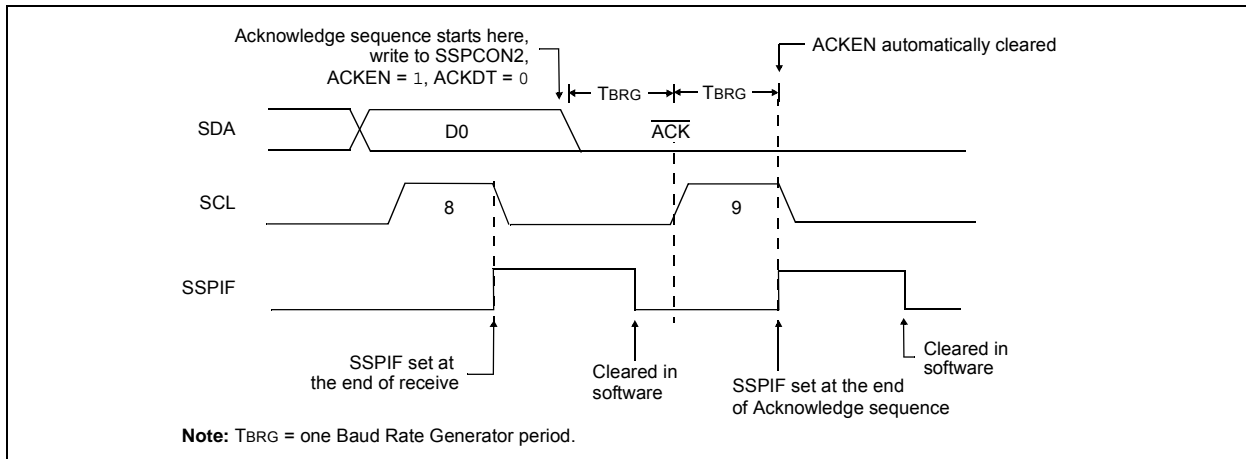 Acknowledge sequence starts here,
write to SSPCON2,
ACKEN = 1, ACKDT = 0
ACKEN automatically cleared
TBRG
TBRG
SDA
D0
ACK
SCL
8
9
SSPIF
SSPIF set at
the end of receive
Cleared in
software
SSPIF set at the end
of Acknowledge sequence
Cleared in
software
Note: TBRG = one Baud Rate Generator period.